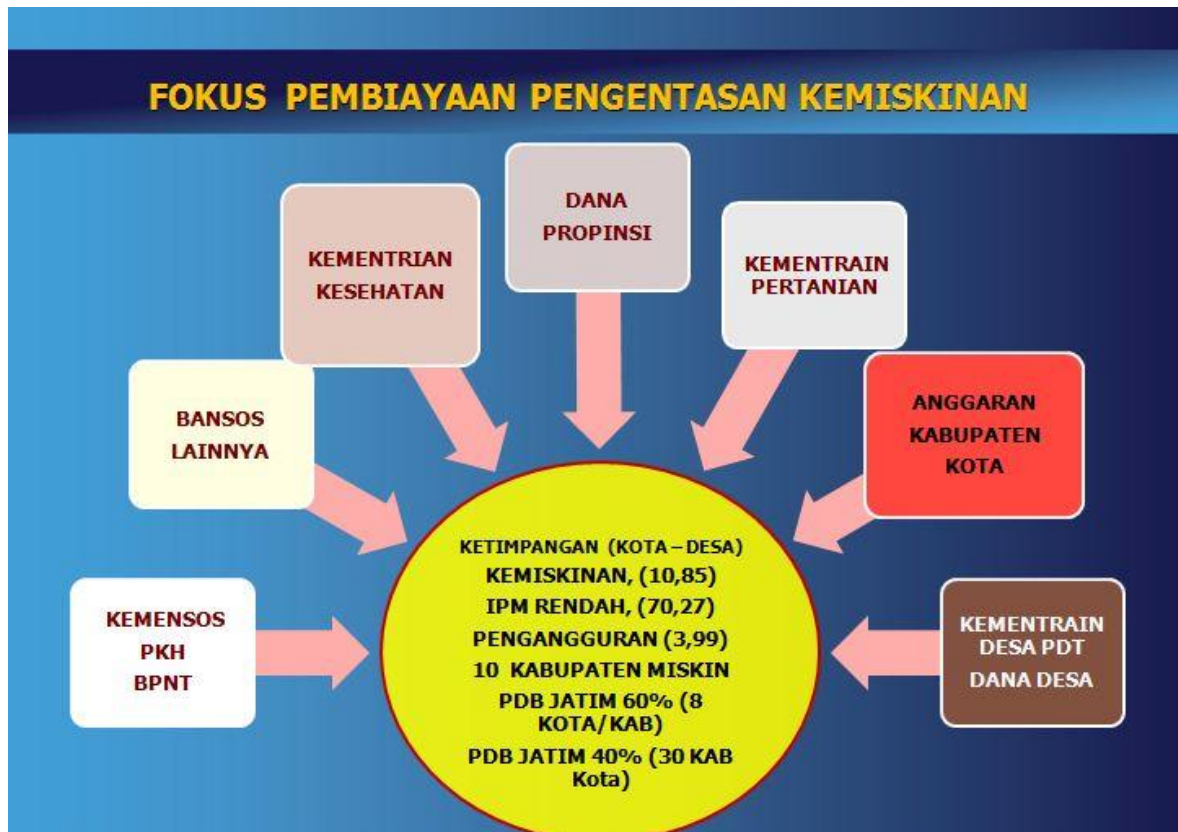 FOKUS PEMBIAYAAN PENGENTASAN KEMISKINAN
DANA
PROPINSI
KEMENTRIAN
KESEHATAN
KEMENTRAIN
PERTANIAN
BANSOS
LAINNYA
ANGGARAN
KABUPATEN
KOTA
KEMENSOS
PKH
BPNT
KETIMPANGAN (KOTA – DESA)
KEMISKINAN, (10,85)
IPM RENDAH, (70,27)
PENGANGGURAN (3,99)
10 KABUPATEN MISKIN
PDB JATIM 60% (8
KOTA/KAB)
PDB JATIM 40% (30 KAB
Kota)
KEMENTRAIN
DESA PDT
DANA DESA